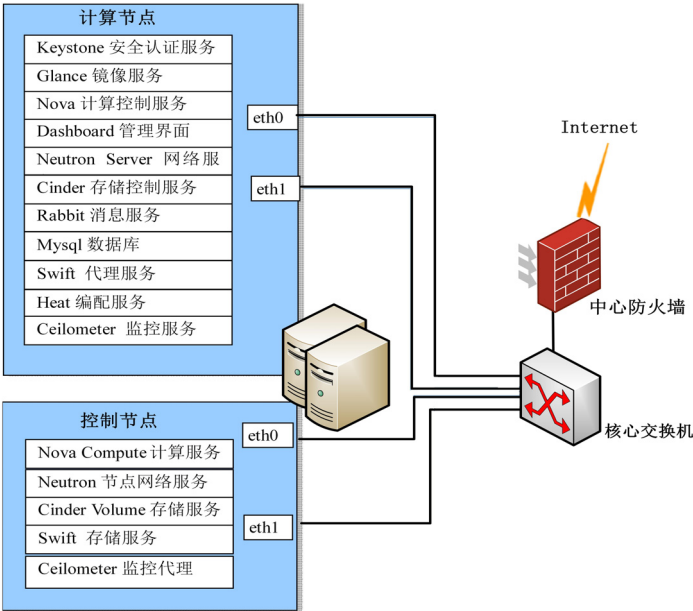 计算节点
Keystone 安全认证服务
Glance 镜像服务
Nova 计算控制服务
Dashboard 管理界面
Neutron Server 网络服
Cinder 存储控制服务
Rabbit 消息服务
Mysql 数据库
Swift 代理服务
Heat 编配服务
Ceilometer 监控服务
eth0
eth1
控制节点
Nova Compute 计算服务
Neutron 节点网络服务
Cinder Volume 存储服务
Swift 存储服务
Ceilometer 监控代理
eth0
eth1
Internet
中心防火墙
核心交换机